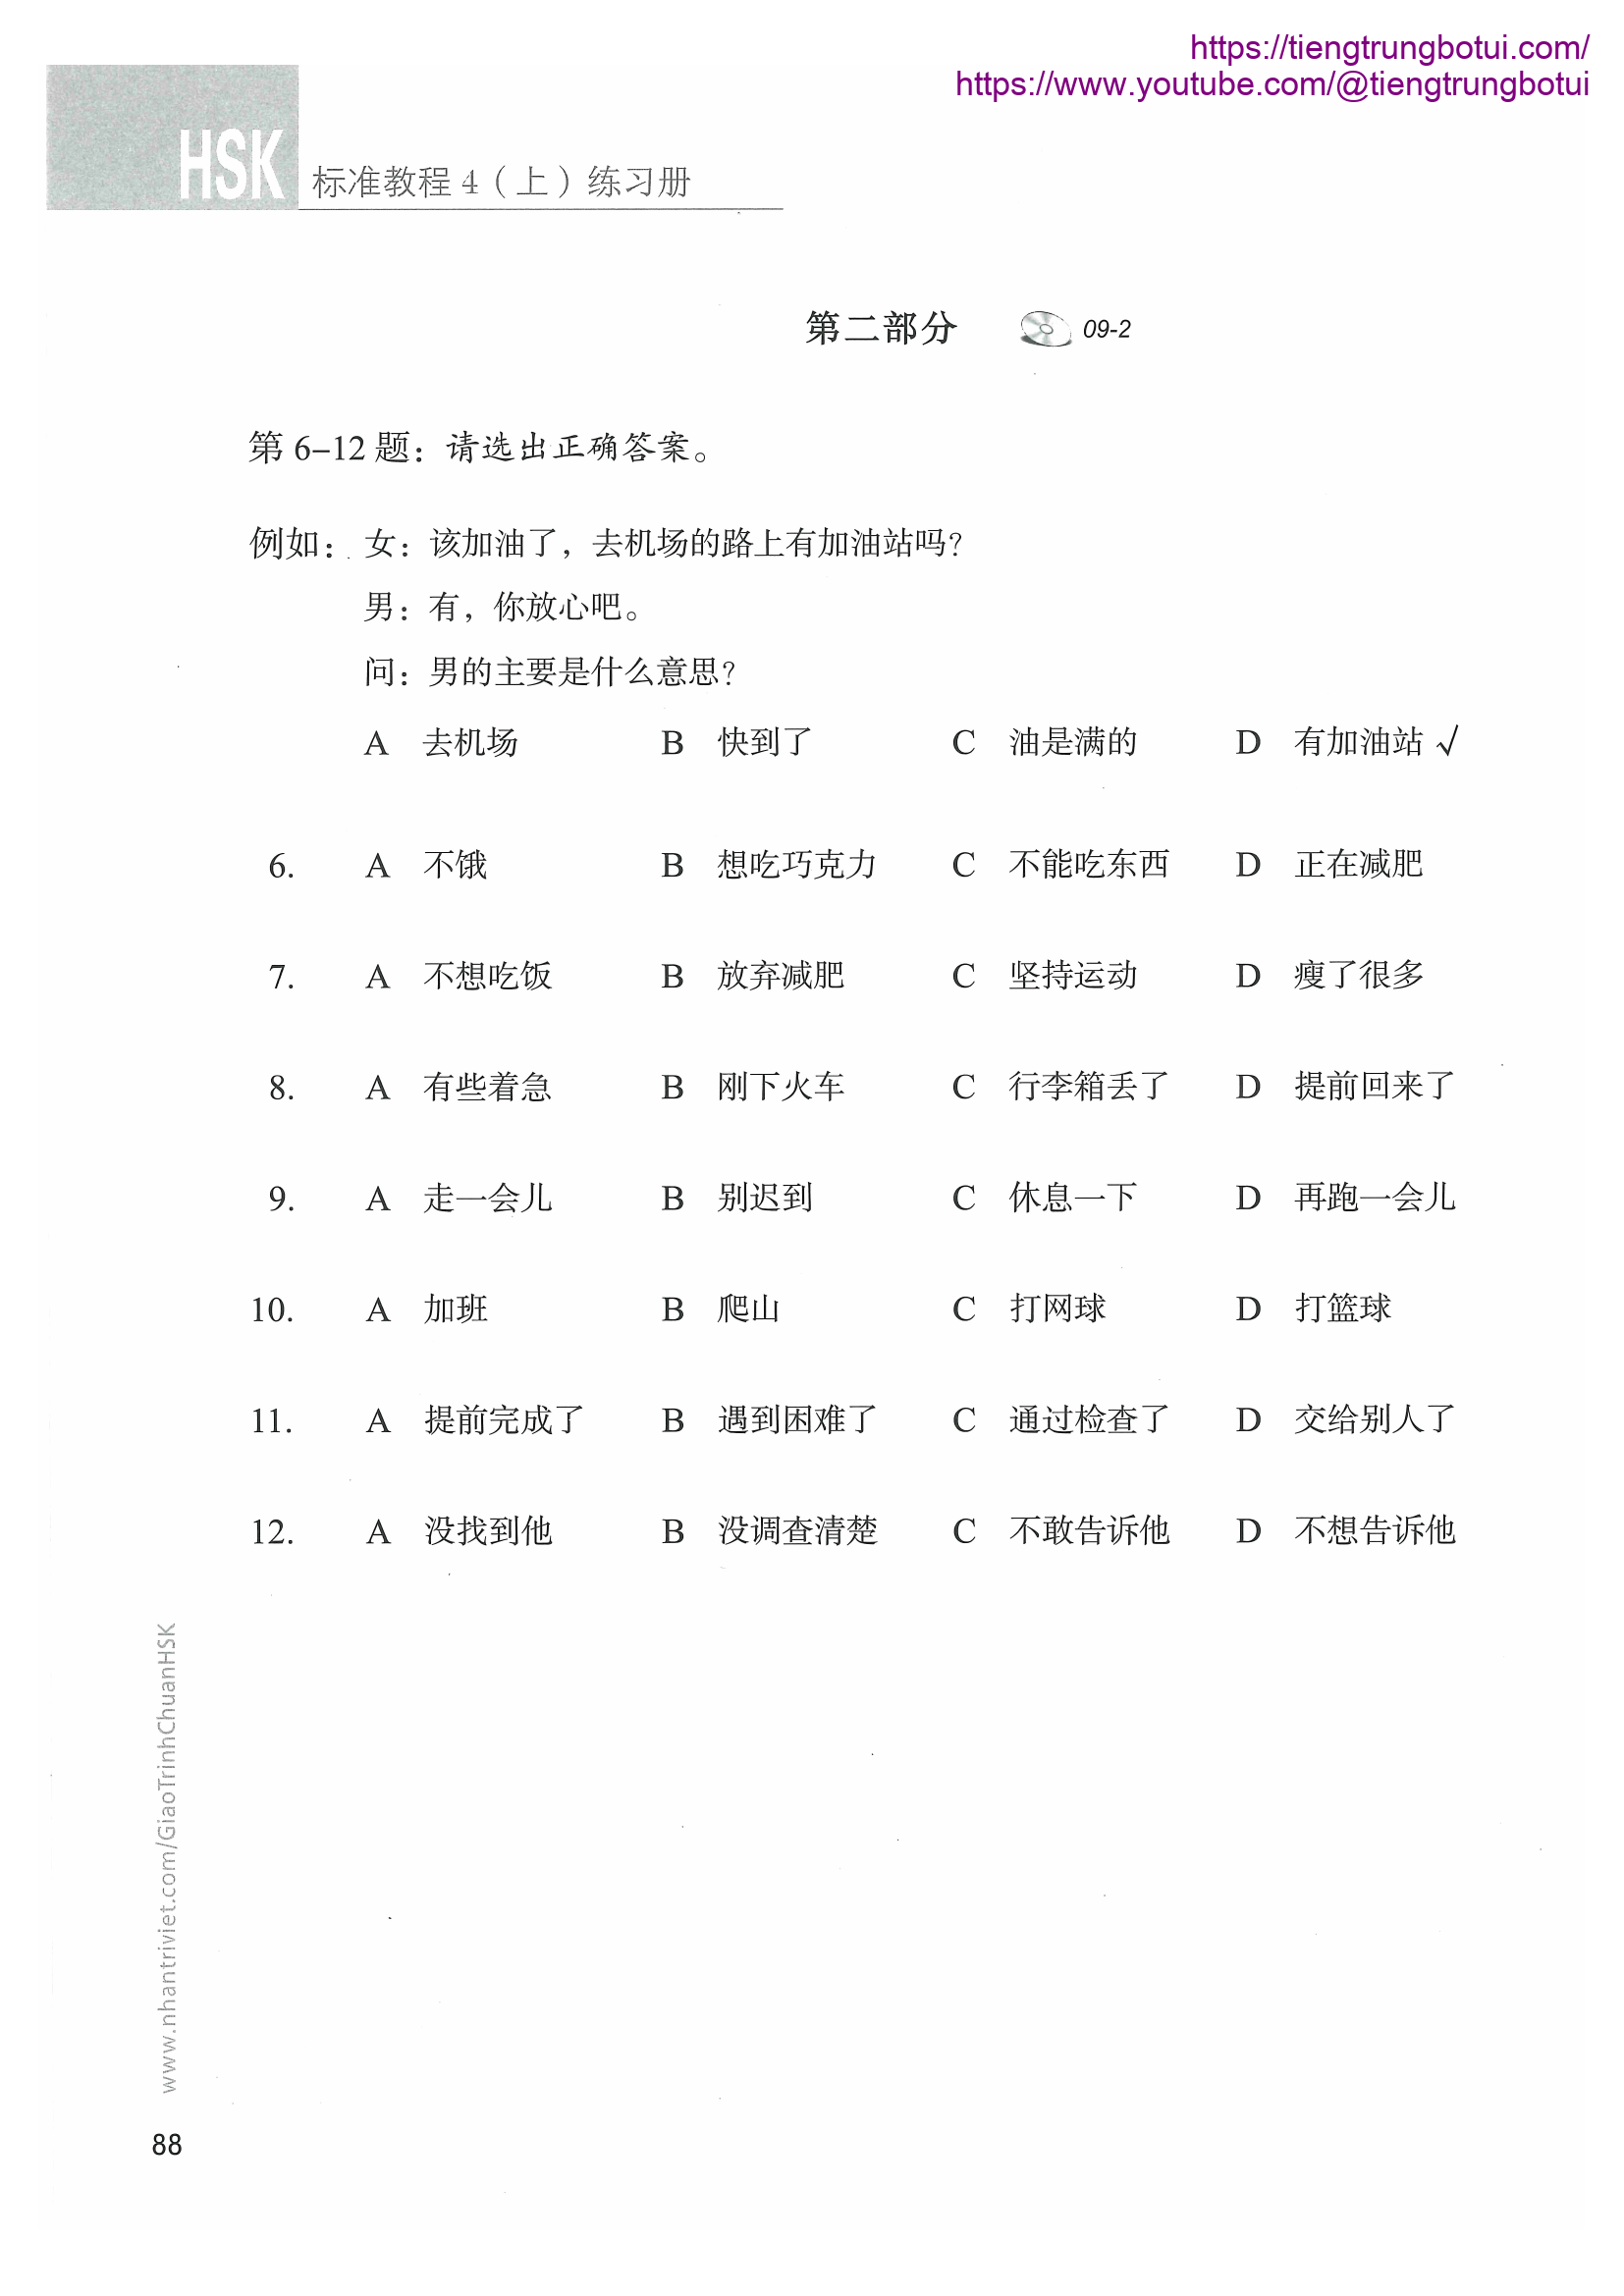 https://tiengtrungbotui.com/
https://www.youtube.com/@tiengtrungbotui
HSK 标准教程 4（上）练习册
第二部分 09-2
第 6–12 题：请选出正确答案。
例如：女：该加油了，去机场的路上有加油站吗？
男：有，你放心吧。
问：男的主要是什么意思？
A 去机场 B 快到了 C 油是满的 D 有加油站 √
6. A 不饿 B 想吃巧克力 C 不能吃东西 D 正在减肥
7. A 不想吃饭 B 放弃减肥 C 坚持运动 D 瘦了很多
8. A 有些着急 B 刚下火车 C 行李箱丢了 D 提前回来了
9. A 走一会儿 B 别迟到 C 休息一下 D 再跑一会儿
10. A 加班 B 爬山 C 打网球 D 打篮球
11. A 提前完成了 B 遇到困难了 C 通过检查了 D 交给别人了
12. A 没找到他 B 没调查清楚 C 不敢告诉他 D 不想告诉他
www.nhantriviet.com/GiaoTrinhChuanHSK
88